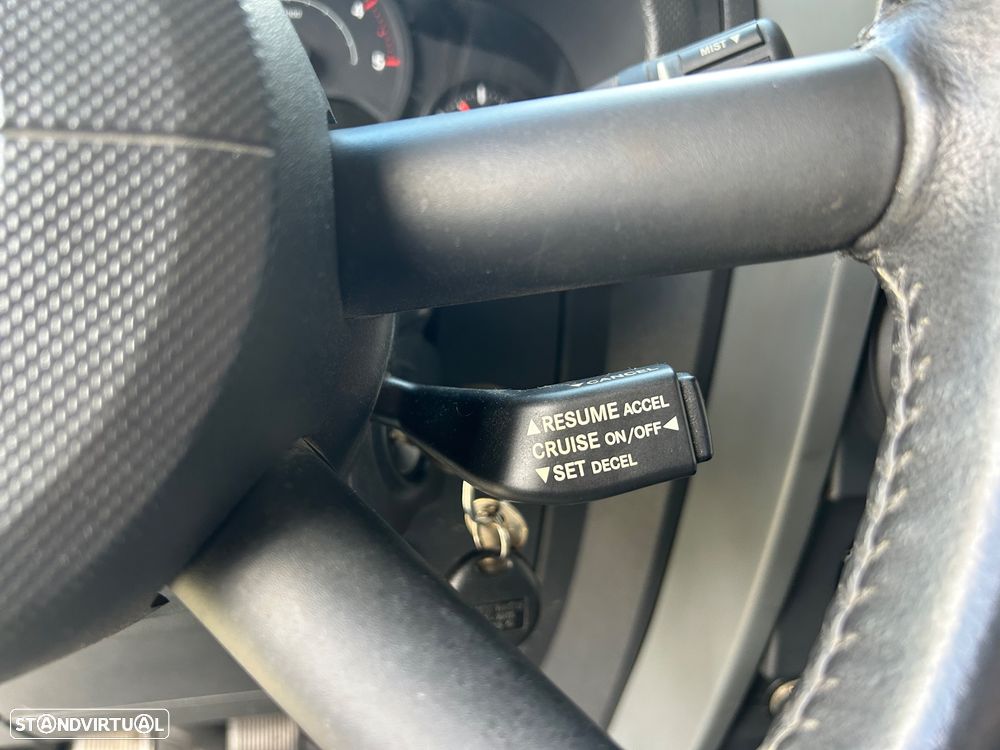 MIST ▼
▼ CANCEL
▲RESUME ACCEL
CRUISE ON/OFF◄
▼SET DECEL
STANDVIRTUAL